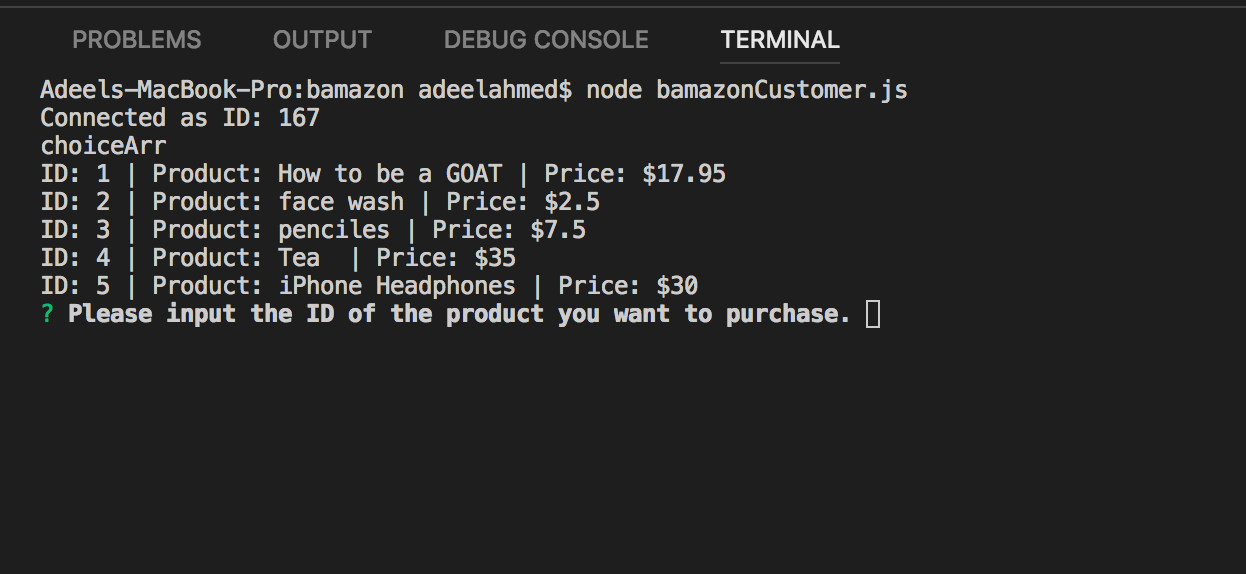 PROBLEMS OUTPUT DEBUG CONSOLE TERMINAL
Adeels-MacBook-Pro:bamazon adeelahmed$ node bamazonCustomer.js
Connected as ID: 167
choiceArr
ID: 1 | Product: How to be a GOAT | Price: $17.95
ID: 2 | Product: face wash | Price: $2.5
ID: 3 | Product: penciles | Price: $7.5
ID: 4 | Product: Tea  | Price: $35
ID: 5 | Product: iPhone Headphones | Price: $30
? Please input the ID of the product you want to purchase.